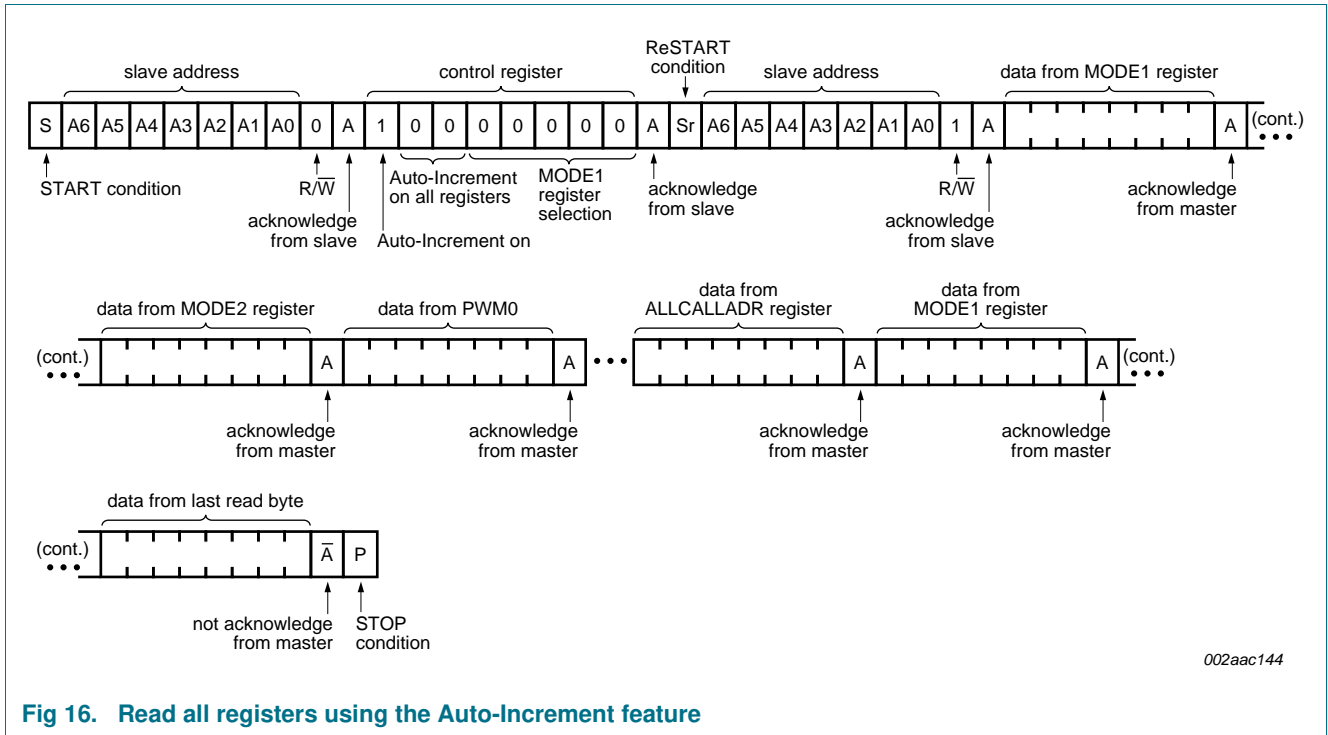 ReSTART
condition
slave address
control register
slave address
data from MODE1 register
S A6 A5 A4 A3 A2 A1 A0 0 A 1 0 0 0 0 0 0 0 A Sr A6 A5 A4 A3 A2 A1 A0 1 A A (cont.)
START condition
R/W̅
acknowledge
from slave
Auto-Increment on
Auto-Increment
on all registers
MODE1
register
selection
acknowledge
from slave
R/W̅
acknowledge
from slave
acknowledge
from master
data from MODE2 register
data from PWM0
data from
ALLCALLADR register
data from
MODE1 register
(cont.) A A A A (cont.)
acknowledge
from master
acknowledge
from master
acknowledge
from master
acknowledge
from master
data from last read byte
(cont.) A̅ P
not acknowledge
from master
STOP
condition
002aac144
Fig 16. Read all registers using the Auto-Increment feature